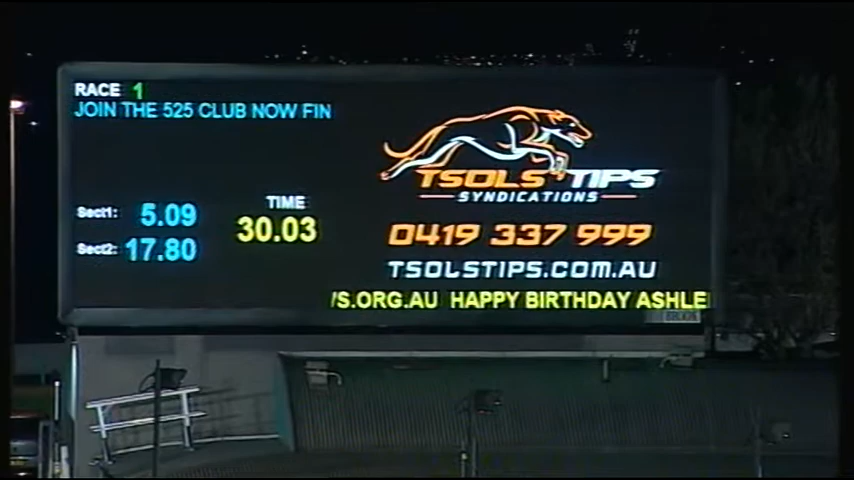 RACE 1
JOIN THE 525 CLUB NOW FIN
Sect1: 5.09
Sect2: 17.80
TIME
30.03
TSOLS TIPS
SYNDICATIONS
0419 337 999
TSOLSTIPS.COM.AU
/S.ORG.AU HAPPY BIRTHDAY ASHLE